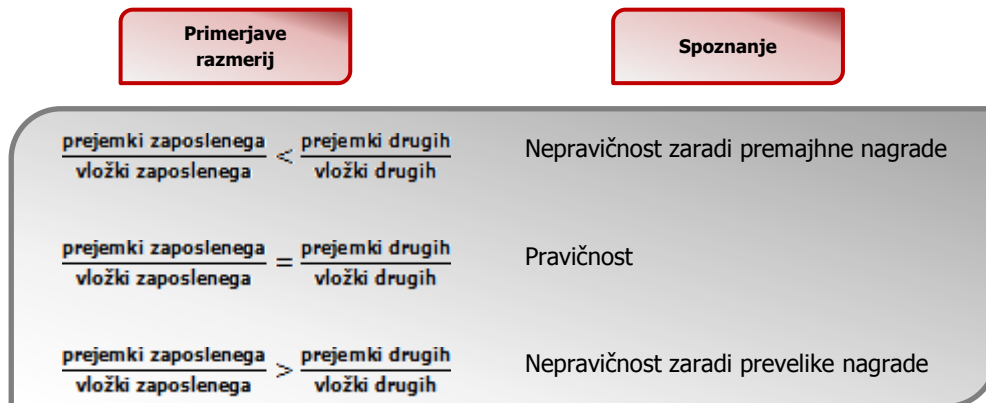 Primerjave
razmerij
Spoznanje
prejemki zaposlenega / vložki zaposlenega < prejemki drugih / vložki drugih
Nepravičnost zaradi premajhne nagrade
prejemki zaposlenega / vložki zaposlenega = prejemki drugih / vložki drugih
Pravičnost
prejemki zaposlenega / vložki zaposlenega > prejemki drugih / vložki drugih
Nepravičnost zaradi prevelike nagrade